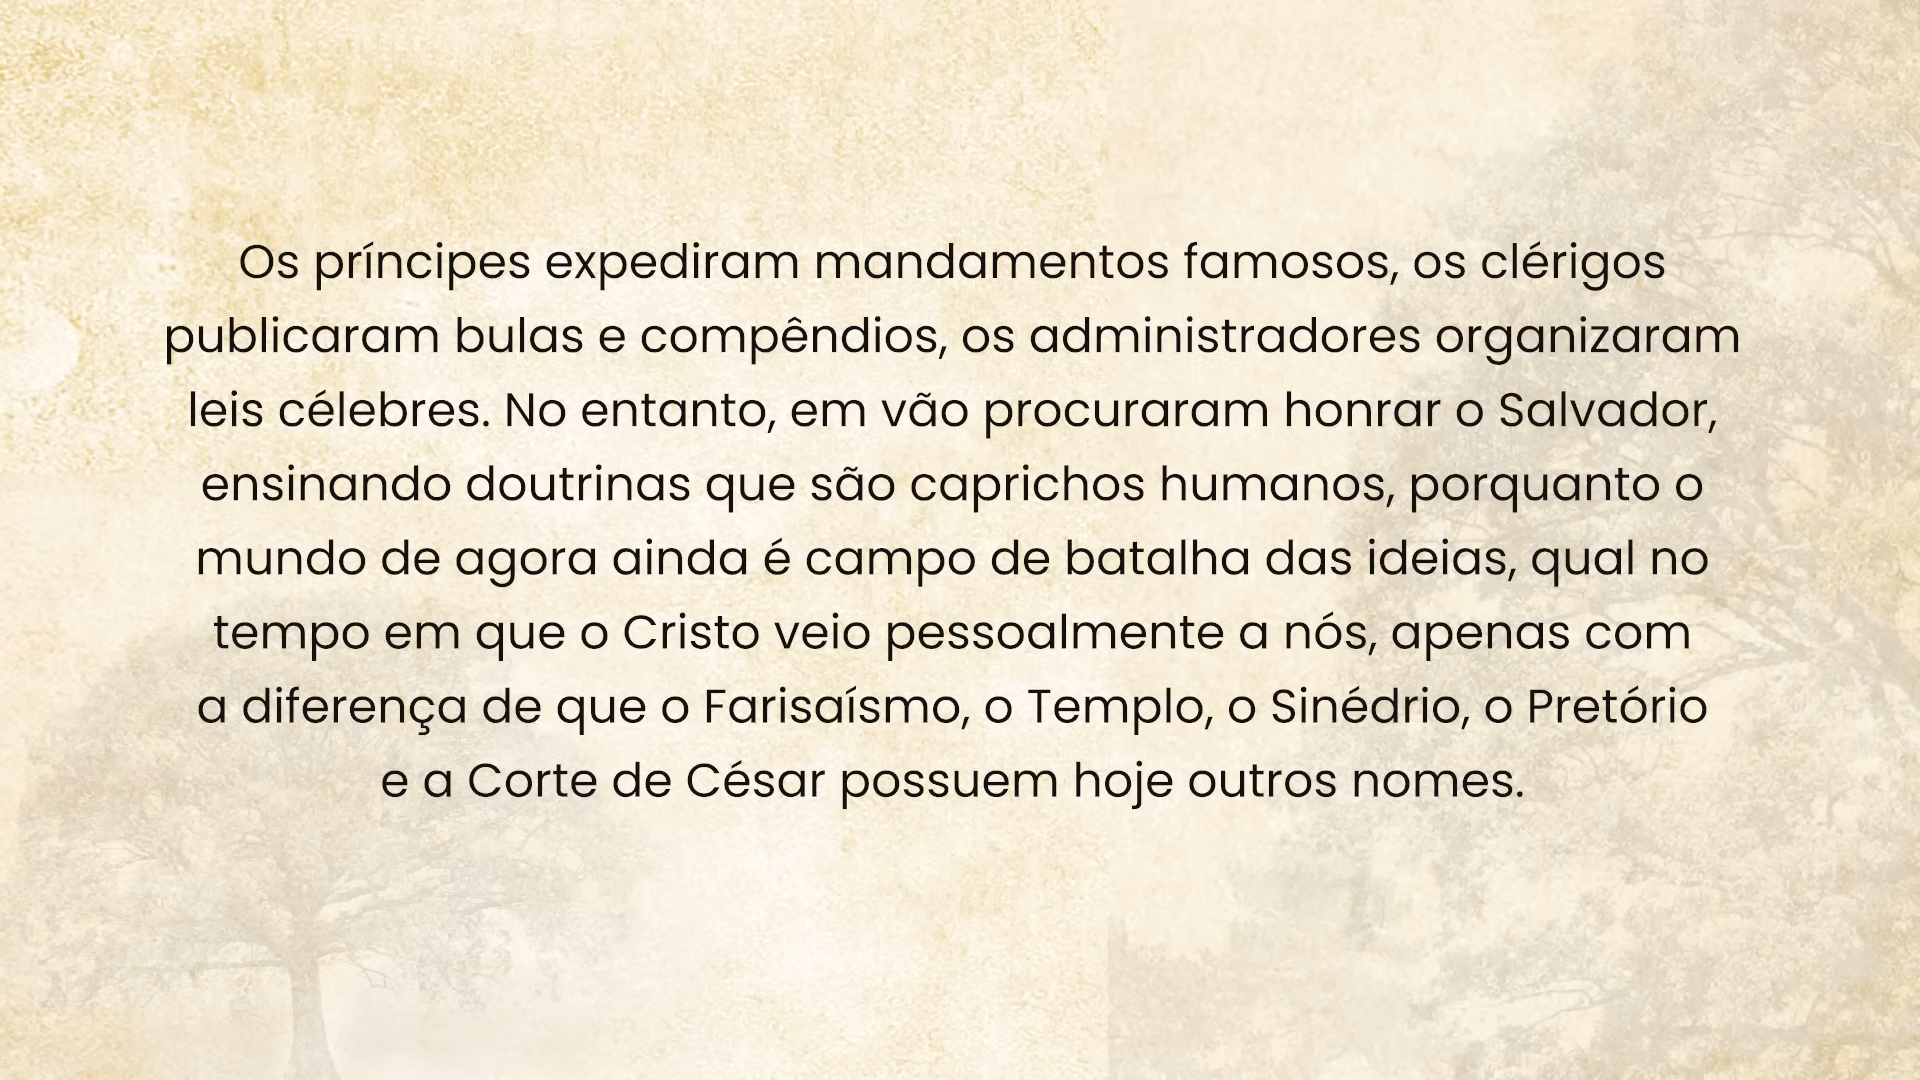 Os príncipes expediram mandamentos famosos, os clérigos
publicaram bulas e compêndios, os administradores organizaram
leis célebres. No entanto, em vão procuraram honrar o Salvador,
ensinando doutrinas que são caprichos humanos, porquanto o
mundo de agora ainda é campo de batalha das ideias, qual no
tempo em que o Cristo veio pessoalmente a nós, apenas com
a diferença de que o Farisaísmo, o Templo, o Sinédrio, o Pretório
e a Corte de César possuem hoje outros nomes.